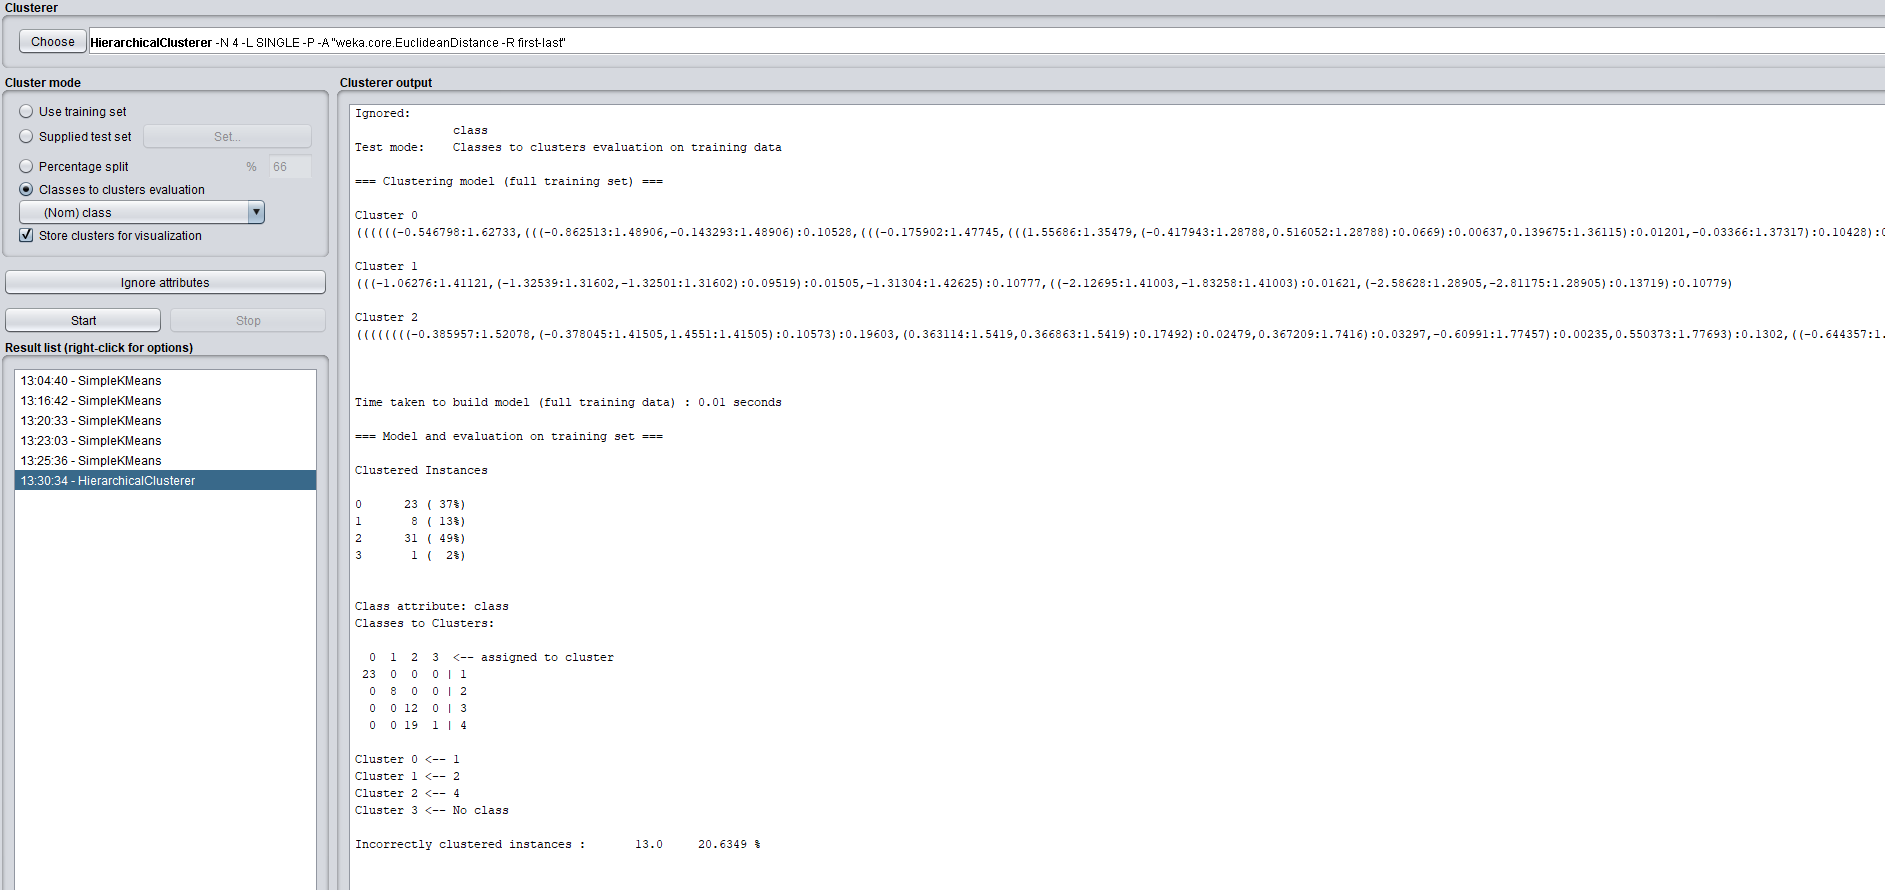 Clusterer
Choose HierarchicalClusterer -N 4 -L SINGLE -P -A "weka.core.EuclideanDistance -R first-last"
Cluster mode
Use training set
Supplied test set Set...
Percentage split % 66
Classes to clusters evaluation
(Nom) class
Store clusters for visualization
Ignore attributes
Start Stop
Result list (right-click for options)
13:04:40 - SimpleKMeans
13:16:42 - SimpleKMeans
13:20:33 - SimpleKMeans
13:23:03 - SimpleKMeans
13:25:36 - SimpleKMeans
13:30:34 - HierarchicalClusterer
Clusterer output
Ignored:
class
Test mode: Classes to clusters evaluation on training data
=== Clustering model (full training set) ===
Cluster 0
((((((-0.546798:1.62733,(((-0.862513:1.48906,-0.143293:1.48906):0.10528,(((-0.175902:1.47745,(((1.55686:1.35479,(-0.417943:1.28788,0.516052:1.28788):0.0669):0.00637,0.139675:1.36115):0.01201,-0.03366:1.37317):0.10428):0
Cluster 1
(((-1.06276:1.41121,(-1.32539:1.31602,-1.32501:1.31602):0.09519):0.01505,-1.31304:1.42625):0.10777,((-2.12695:1.41003,-1.83258:1.41003):0.01621,(-2.58628:1.28905,-2.81175:1.28905):0.13719):0.10779)
Cluster 2
((((((((-0.385957:1.52078,(-0.378045:1.41505,1.4551:1.41505):0.10573):0.19603,(0.363114:1.5419,0.366863:1.5419):0.17492):0.02479,0.367209:1.7416):0.03297,-0.60991:1.77457):0.00235,0.550373:1.77693):0.1302,((-0.644357:1.
Time taken to build model (full training data) : 0.01 seconds
=== Model and evaluation on training set ===
Clustered Instances
0 23 ( 37%)
1 8 ( 13%)
2 31 ( 49%)
3 1 ( 2%)
Class attribute: class
Classes to Clusters:
0 1 2 3 <-- assigned to cluster
23 0 0 0 | 1
0 8 0 0 | 2
0 0 12 0 | 3
0 0 19 1 | 4
Cluster 0 <-- 1
Cluster 1 <-- 2
Cluster 2 <-- 4
Cluster 3 <-- No class
Incorrectly clustered instances : 13.0 20.6349 %